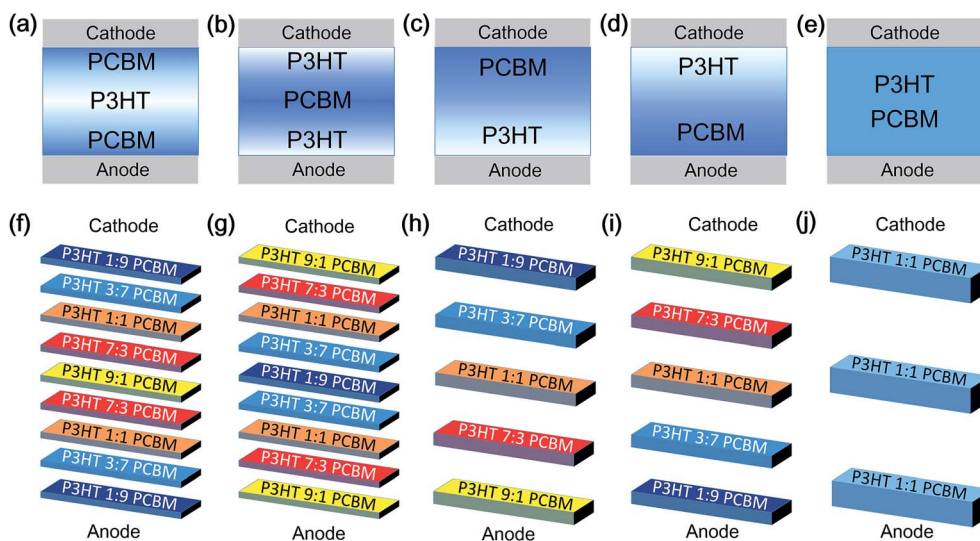 (a)
Cathode
PCBM
P3HT
PCBM
Anode
(b)
Cathode
P3HT
PCBM
P3HT
Anode
(c)
Cathode
PCBM
P3HT
Anode
(d)
Cathode
P3HT
PCBM
Anode
(e)
Cathode
P3HT
PCBM
Anode
(f)
Cathode
P3HT 1:9 PCBM
P3HT 3:7 PCBM
P3HT 1:1 PCBM
P3HT 7:3 PCBM
P3HT 9:1 PCBM
P3HT 7:3 PCBM
P3HT 1:1 PCBM
P3HT 3:7 PCBM
P3HT 1:9 PCBM
Anode
(g)
Cathode
P3HT 9:1 PCBM
P3HT 7:3 PCBM
P3HT 1:1 PCBM
P3HT 3:7 PCBM
P3HT 1:9 PCBM
P3HT 3:7 PCBM
P3HT 1:1 PCBM
P3HT 7:3 PCBM
P3HT 9:1 PCBM
Anode
(h)
Cathode
P3HT 1:9 PCBM
P3HT 3:7 PCBM
P3HT 1:1 PCBM
P3HT 7:3 PCBM
P3HT 9:1 PCBM
Anode
(i)
Cathode
P3HT 9:1 PCBM
P3HT 7:3 PCBM
P3HT 1:1 PCBM
P3HT 3:7 PCBM
P3HT 1:9 PCBM
Anode
(j)
Cathode
P3HT 1:1 PCBM
P3HT 1:1 PCBM
P3HT 1:1 PCBM
Anode